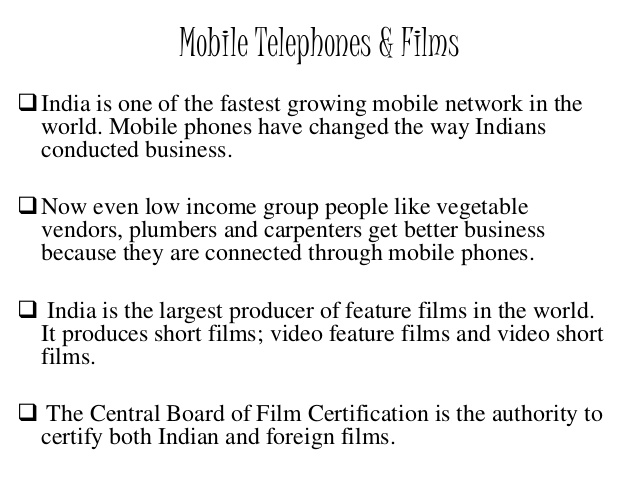 Mobile Telephones & Films
❑ India is one of the fastest growing mobile network in the
world. Mobile phones have changed the way Indians
conducted business.
❑ Now even low income group people like vegetable
vendors, plumbers and carpenters get better business
because they are connected through mobile phones.
❑ India is the largest producer of feature films in the world.
It produces short films; video feature films and video short
films.
❑ The Central Board of Film Certification is the authority to
certify both Indian and foreign films.